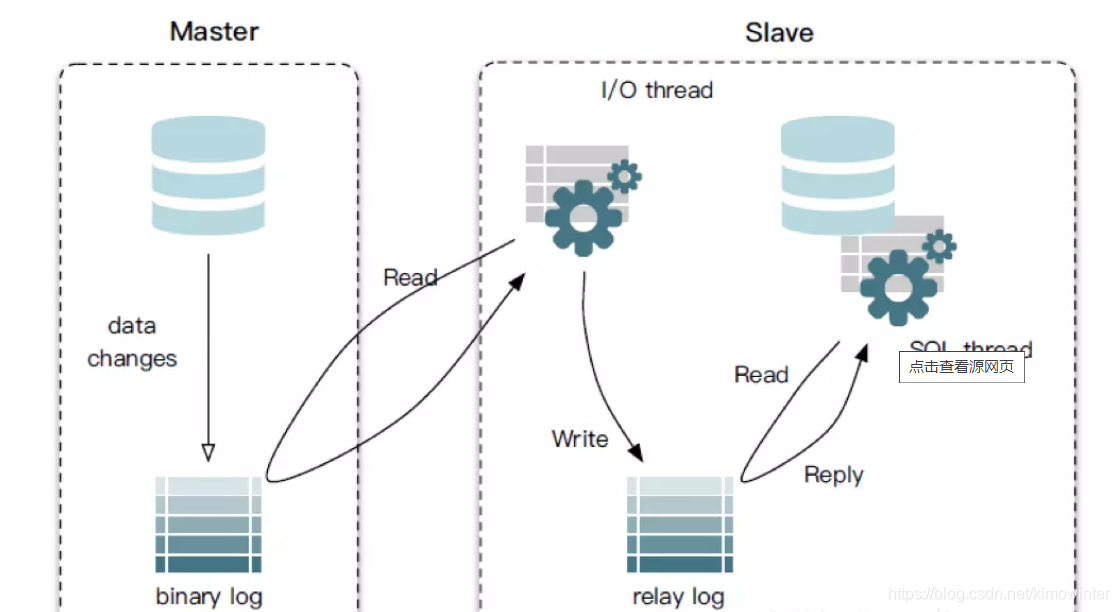 Master
Slave
I/O thread
Read
data
changes
Write
Read
Reply
SQL thread
点击查看源网页
binary log
relay log
https://blog.csdn.net/kimowinter